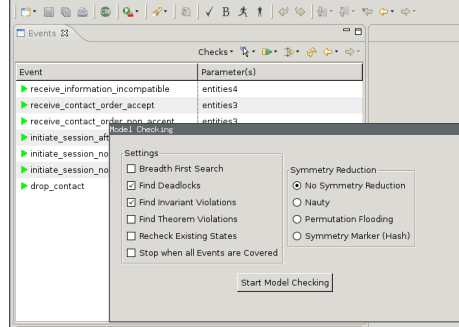 Events
Checks
Event Parameter(s)
receive_information_incompatible entities4
receive_contact_order_accept entities3
receive_contact_order_non_accept entities3
initiate_session_aft
initiate_session_no
initiate_session_no
drop_contact
Model Checking
Settings
Breadth First Search
Find Deadlocks
Find Invariant Violations
Find Theorem Violations
Recheck Existing States
Stop when all Events are Covered
Symmetry Reduction
No Symmetry Reduction
Nauty
Permutation Flooding
Symmetry Marker (Hash)
Start Model Checking